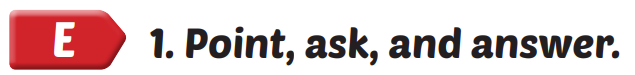 E 1. Point, ask, and answer.